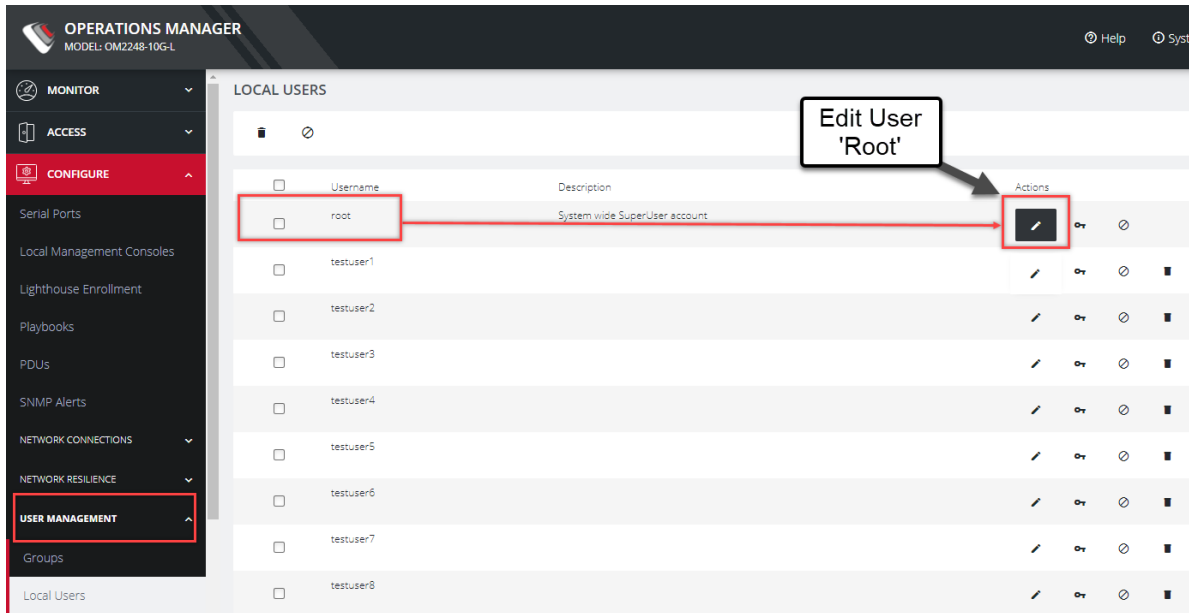 OPERATIONS MANAGER
MODEL: OM2248-10G-L
Help
Syst
MONITOR
ACCESS
CONFIGURE
Serial Ports
Local Management Consoles
Lighthouse Enrollment
Playbooks
PDUs
SNMP Alerts
NETWORK CONNECTIONS
NETWORK RESILIENCE
USER MANAGEMENT
Groups
Local Users
LOCAL USERS
Edit User
'Root'
Username Description Actions
root System wide SuperUser account
testuser1
testuser2
testuser3
testuser4
testuser5
testuser6
testuser7
testuser8